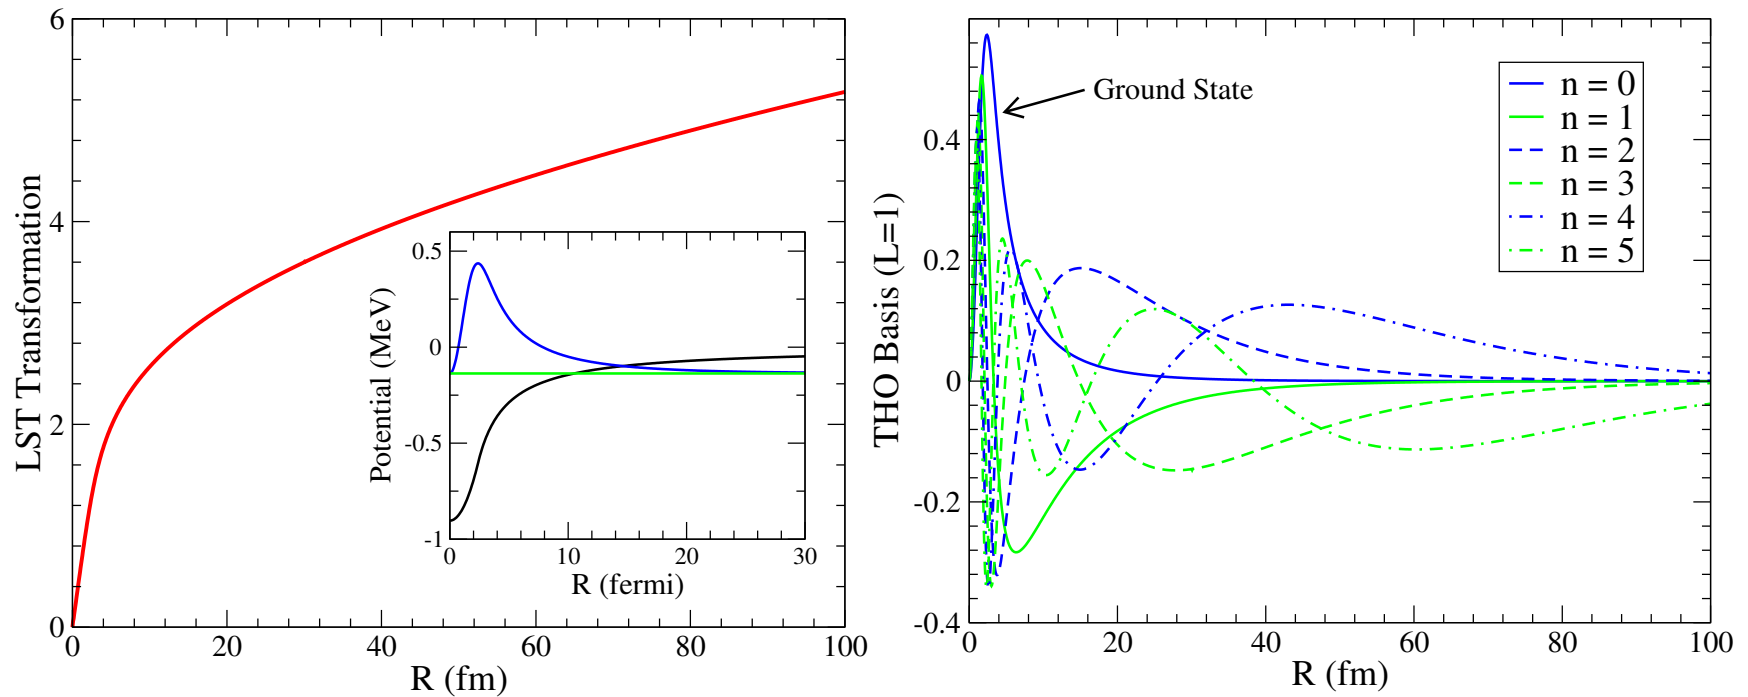 6
4
2
0
0
20
40
60
80
100
LST Transformation
R (fm)
0.5
0
-0.5
-1
0
10
20
30
Potential (MeV)
R (fermi)
0.4
0.2
0
-0.2
-0.4
0
20
40
60
80
100
THO Basis (L=1)
R (fm)
Ground State
n = 0
n = 1
n = 2
n = 3
n = 4
n = 5